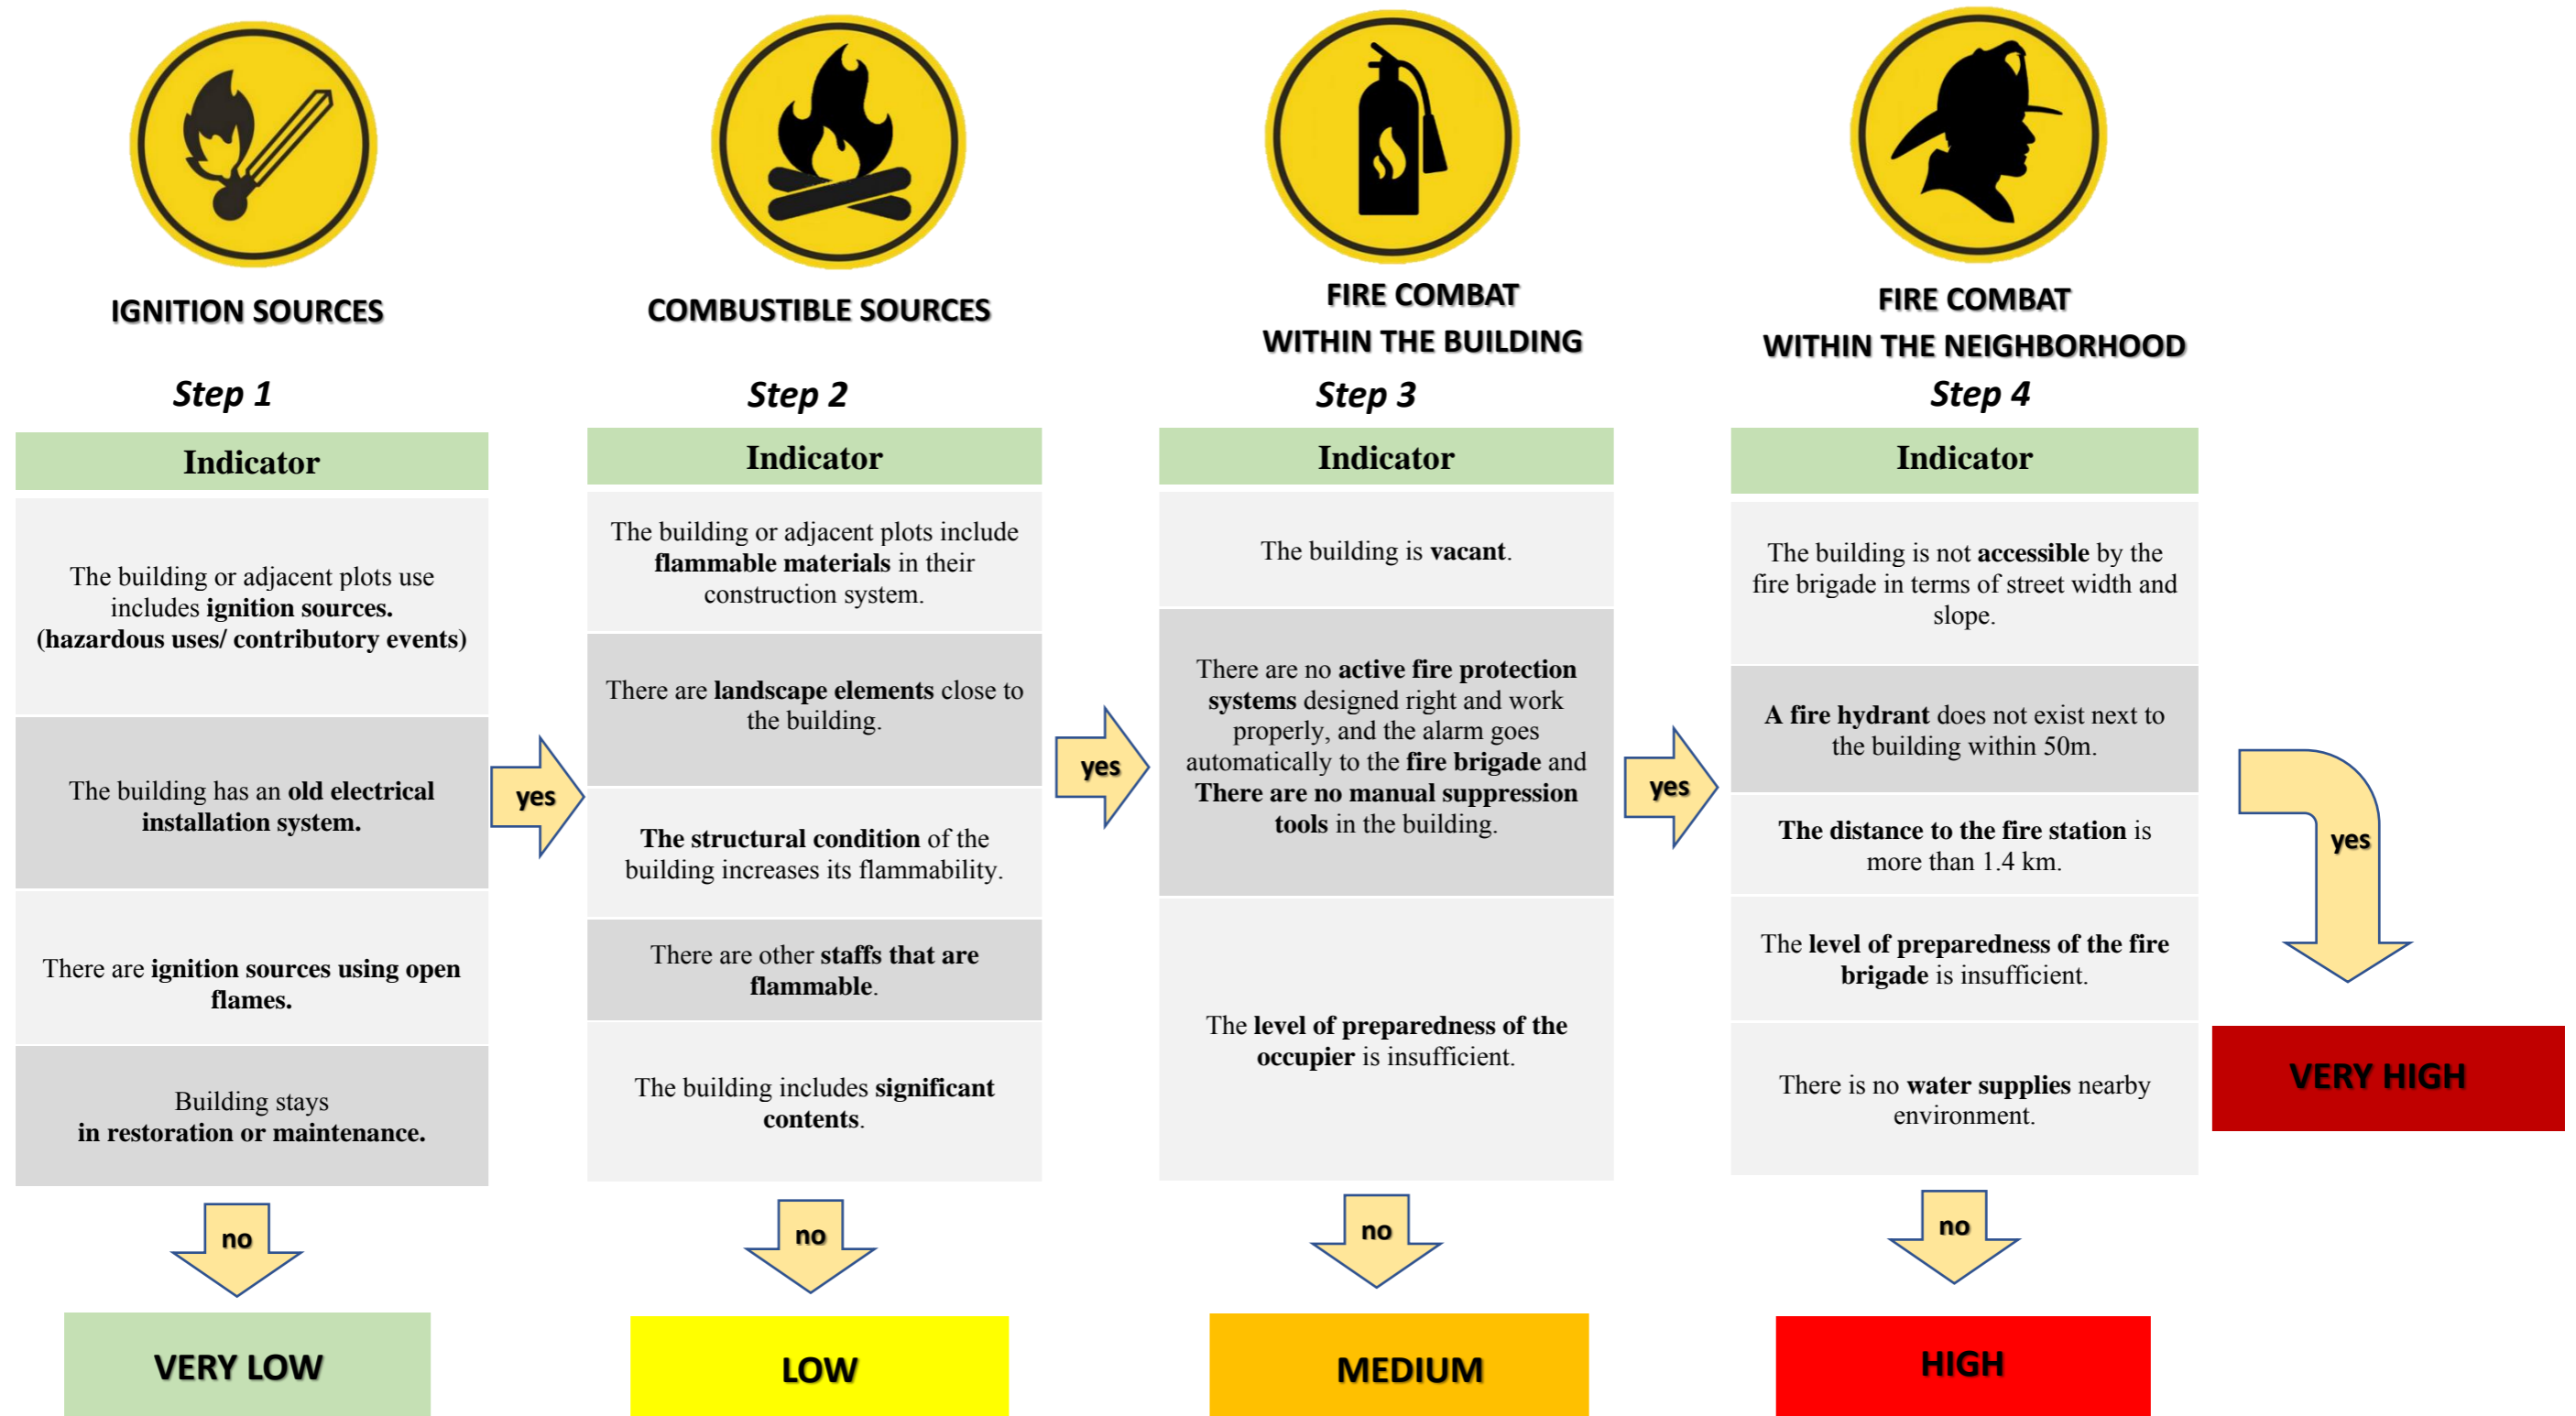 IGNITION SOURCES
Step 1
Indicator
The building or adjacent plots use
includes ignition sources.
(hazardous uses/ contributory events)
The building has an old electrical
installation system.
There are ignition sources using open
flames.
Building stays
in restoration or maintenance.
no
VERY LOW
yes
COMBUSTIBLE SOURCES
Step 2
Indicator
The building or adjacent plots include
flammable materials in their
construction system.
There are landscape elements close to
the building.
The structural condition of the
building increases its flammability.
There are other staffs that are
flammable.
The building includes significant
contents.
no
LOW
yes
FIRE COMBAT
WITHIN THE BUILDING
Step 3
Indicator
The building is vacant.
There are no active fire protection
systems designed right and work
properly, and the alarm goes
automatically to the fire brigade and
There are no manual suppression
tools in the building.
The level of preparedness of the
occupier is insufficient.
no
MEDIUM
yes
FIRE COMBAT
WITHIN THE NEIGHBORHOOD
Step 4
Indicator
The building is not accessible by the
fire brigade in terms of street width and
slope.
A fire hydrant does not exist next to
the building within 50m.
The distance to the fire station is
more than 1.4 km.
The level of preparedness of the fire
brigade is insufficient.
There is no water supplies nearby
environment.
no
HIGH
yes
VERY HIGH